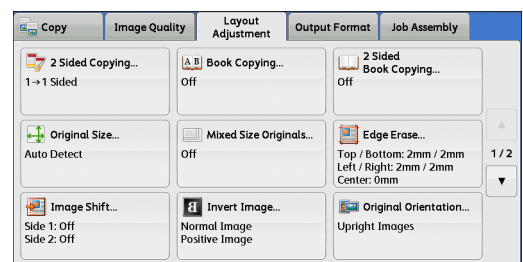 Copy
Image Quality
Layout
Adjustment
Output Format
Job Assembly
2 Sided Copying...
1→1 Sided
A B
Book Copying...
Off
2 Sided
Book Copying...
Off
Original Size...
Auto Detect
Mixed Size Originals...
Off
Edge Erase...
Top / Bottom: 2mm / 2mm
Left / Right: 2mm / 2mm
Center: 0mm
1 / 2
Image Shift...
Side 1: Off
Side 2: Off
B
Invert Image...
Normal Image
Positive Image
Original Orientation...
Upright Images